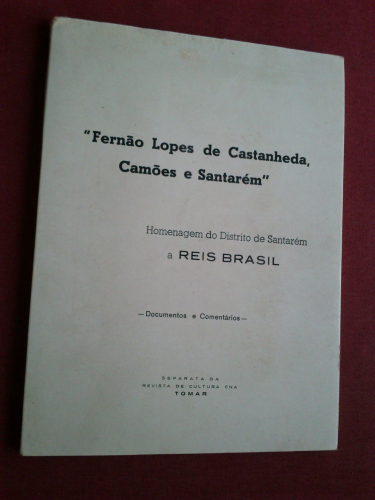 "Fernão Lopes de Castanheda,
Camões e Santarém"
Homenagem do Distrito de Santarém
a REIS BRASIL
—Documentos e Comentários—
SEPARATA DA
REVISTA DE CULTURA ENA
TOMAR